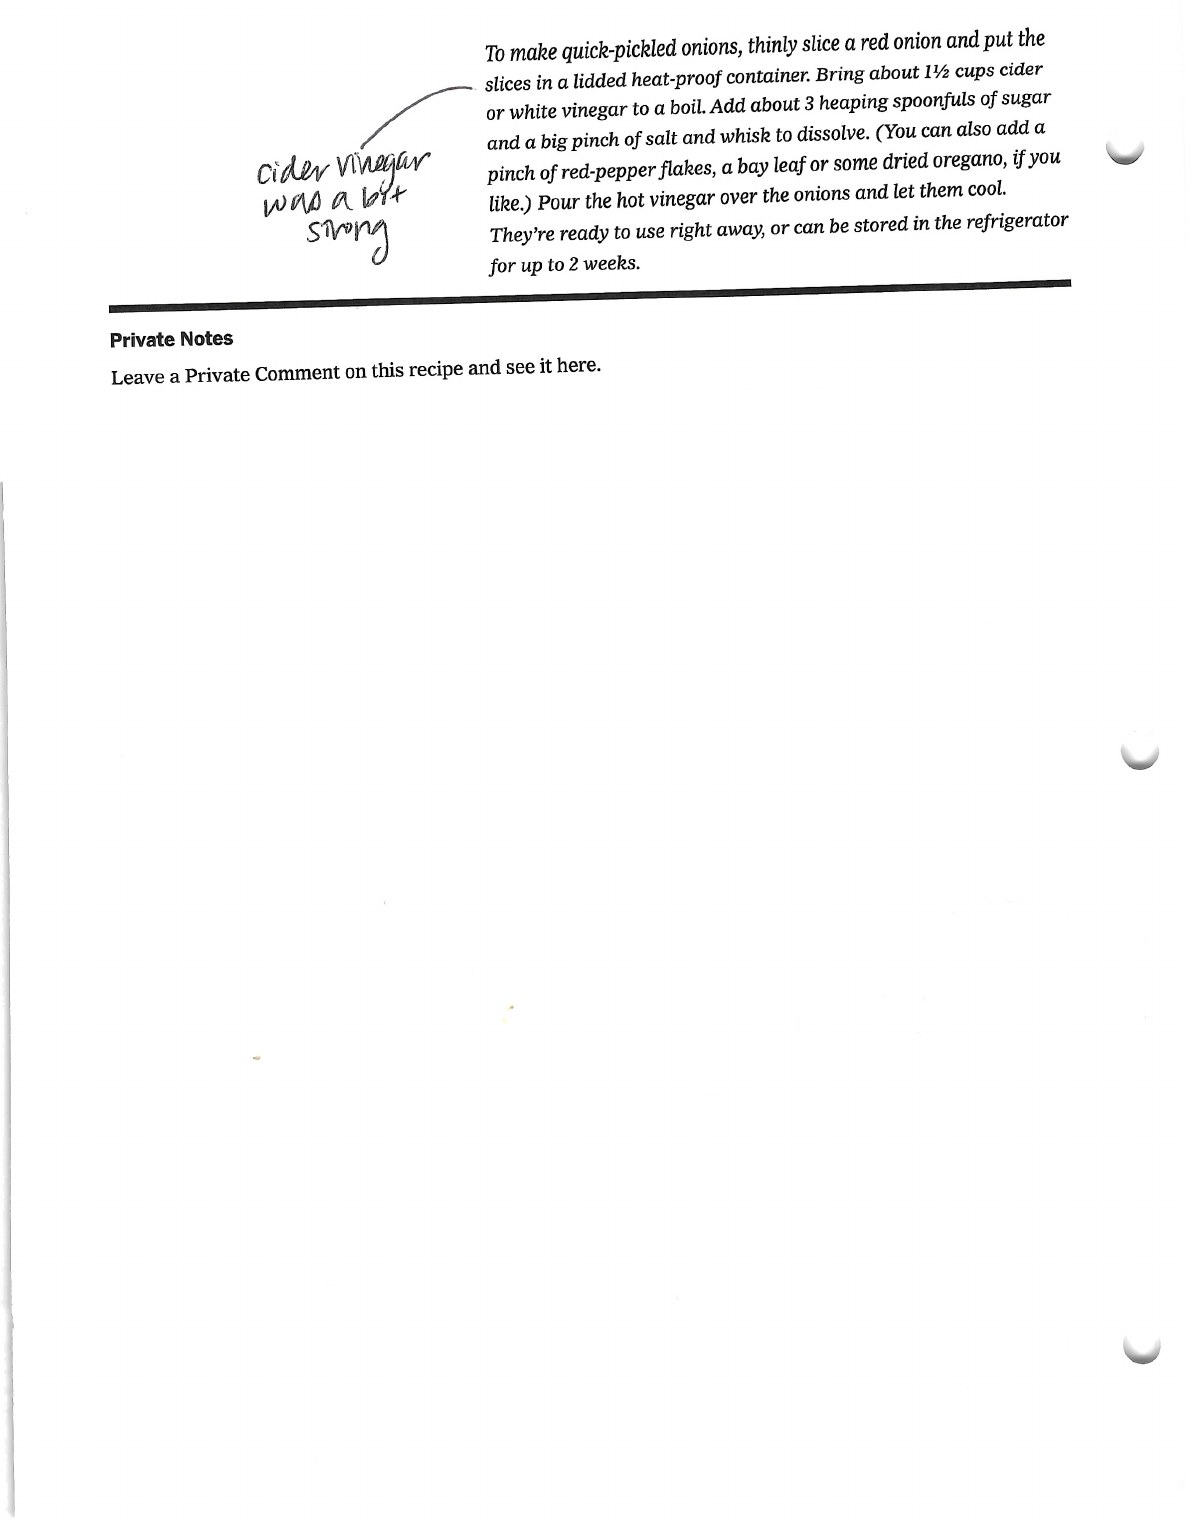 To make quick-pickled onions, thinly slice a red onion and put the
slices in a lidded heat-proof container. Bring about 1½ cups cider
or white vinegar to a boil. Add about 3 heaping spoonfuls of sugar
and a big pinch of salt and whisk to dissolve. (You can also add a
pinch of red-pepper flakes, a bay leaf or some dried oregano, if you
like.) Pour the hot vinegar over the onions and let them cool.
They're ready to use right away, or can be stored in the refrigerator
for up to 2 weeks.
cider vinegar
was a bit
strong
Private Notes
Leave a Private Comment on this recipe and see it here.